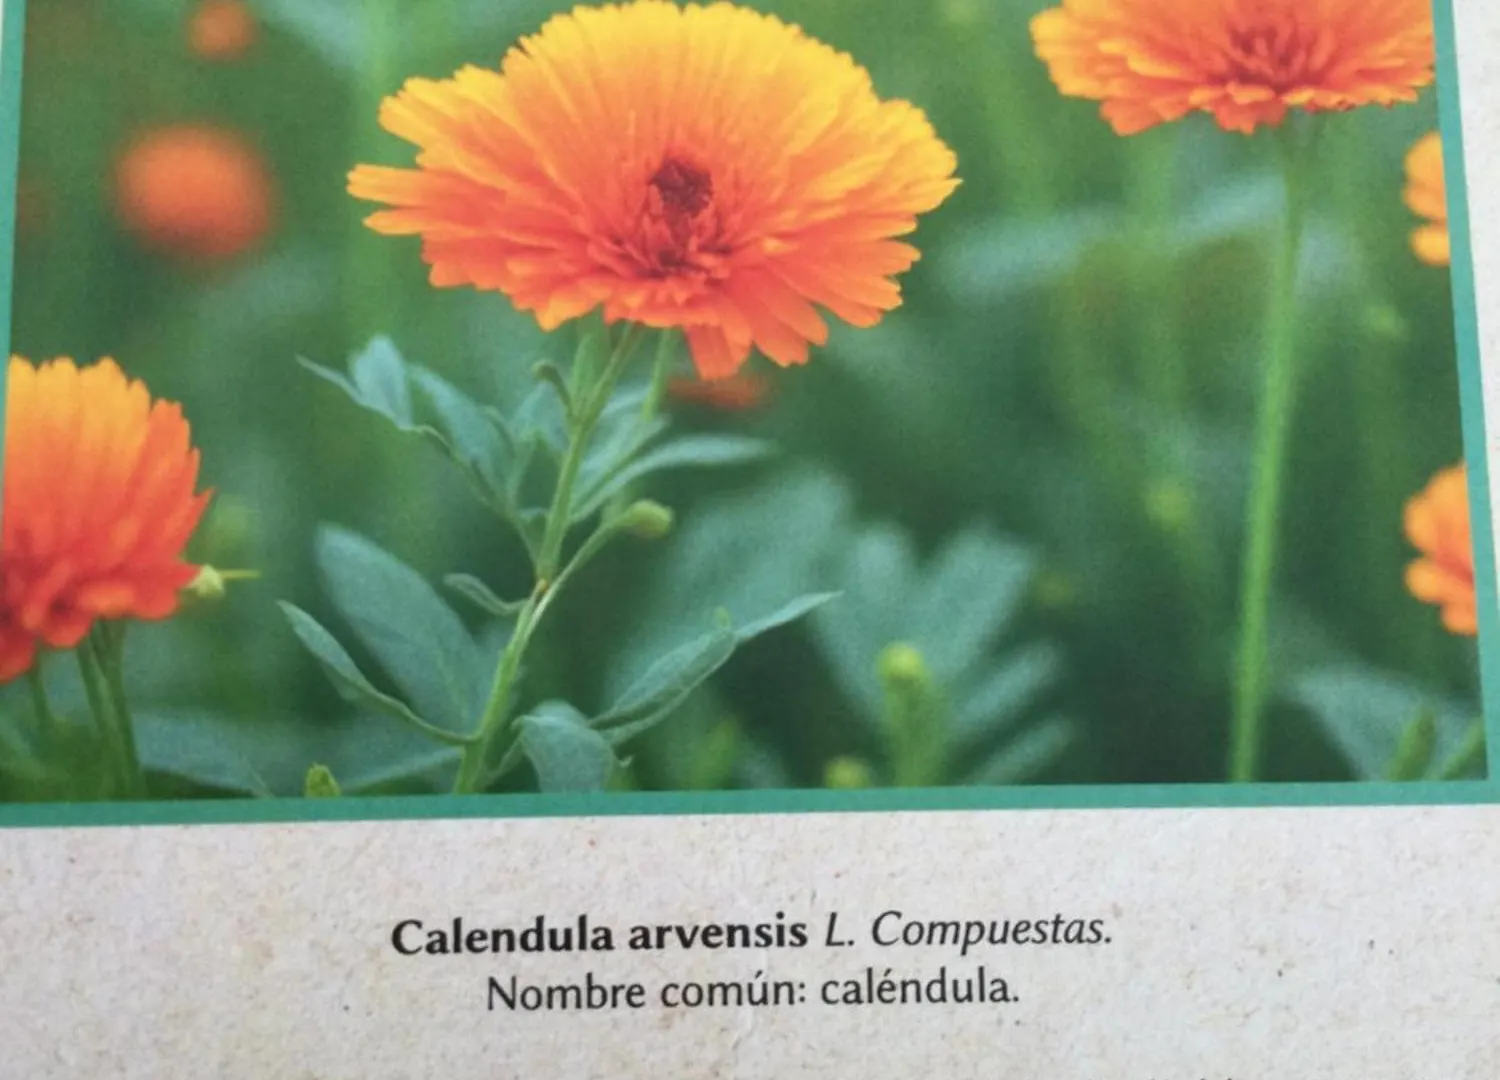 Calendula arvensis L. Compuestas.
Nombre común: caléndula.